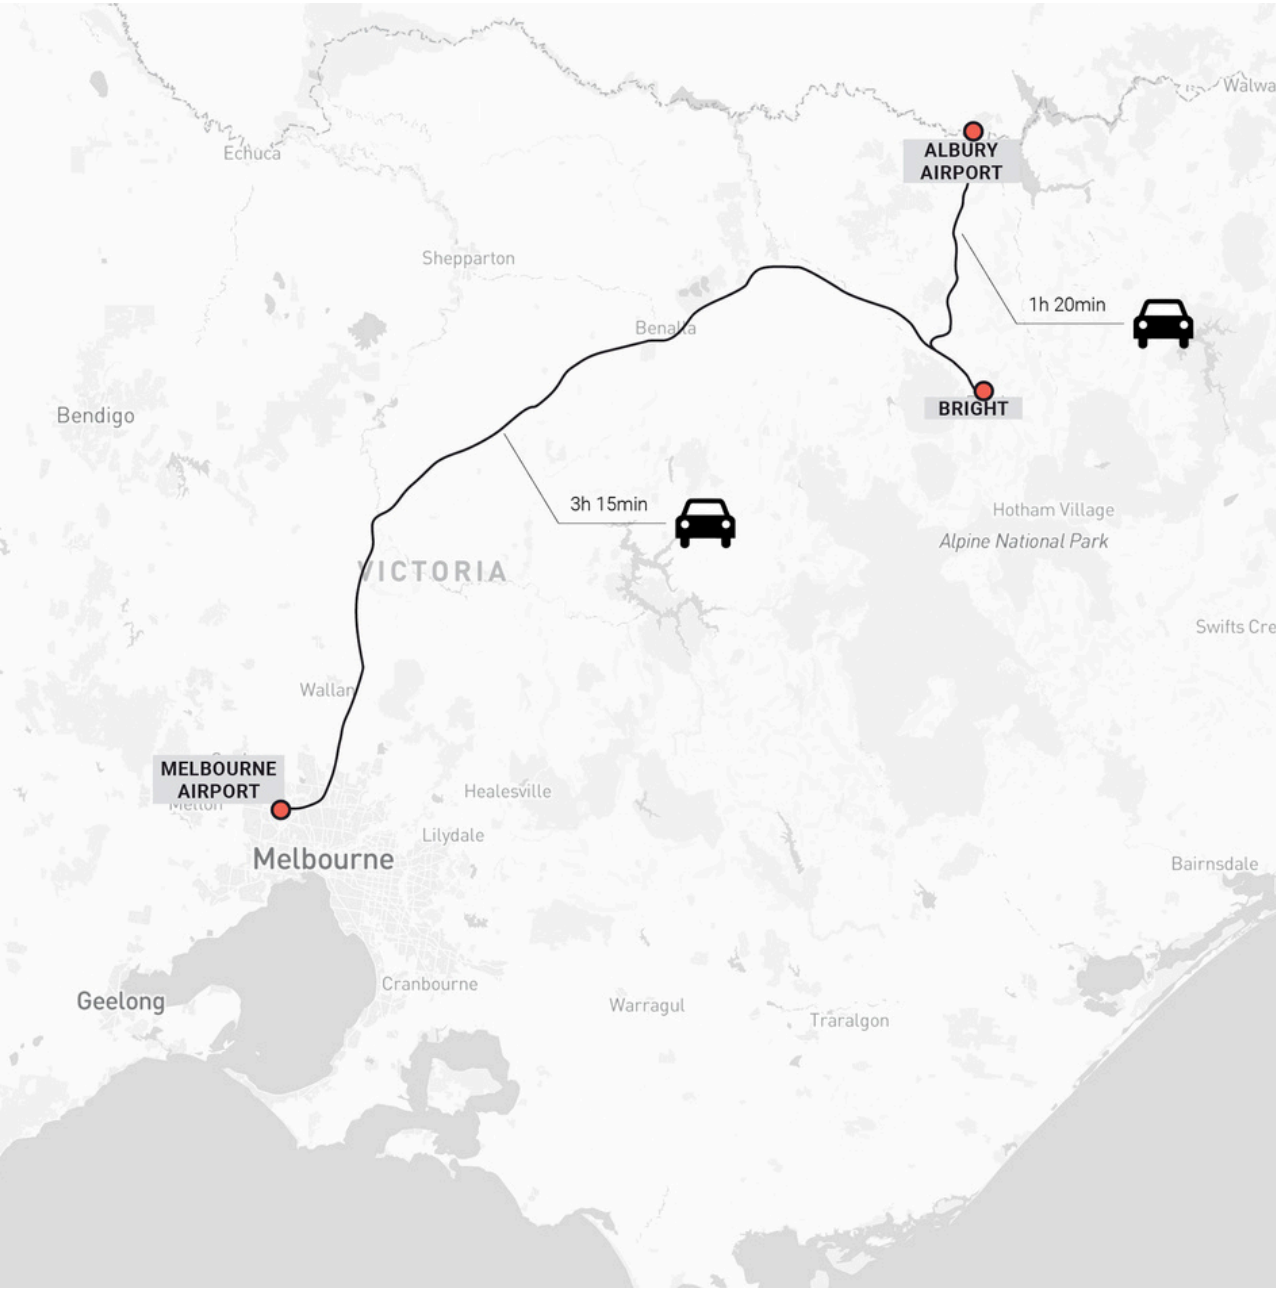 Walwa
Echuca
ALBURY
AIRPORT
Shepparton
1h 20min
Benalla
BRIGHT
Bendigo
3h 15min
Hotham Village
Alpine National Park
VICTORIA
Swifts Cre
Wallan
MELBOURNE
AIRPORT
Melton
Healesville
Lilydale
Melbourne
Bairnsdale
Cranbourne
Geelong
Warragul
Traralgon